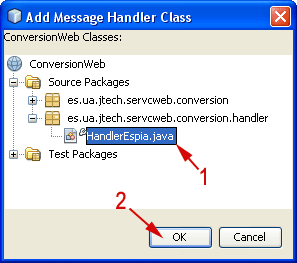 Add Message Handler Class
ConversionWeb Classes:
ConversionWeb
Source Packages
es.ua.jtech.servcweb.conversion
es.ua.jtech.servcweb.conversion.handler
HandlerEspia.java
Test Packages
1
2
OK
Cancel